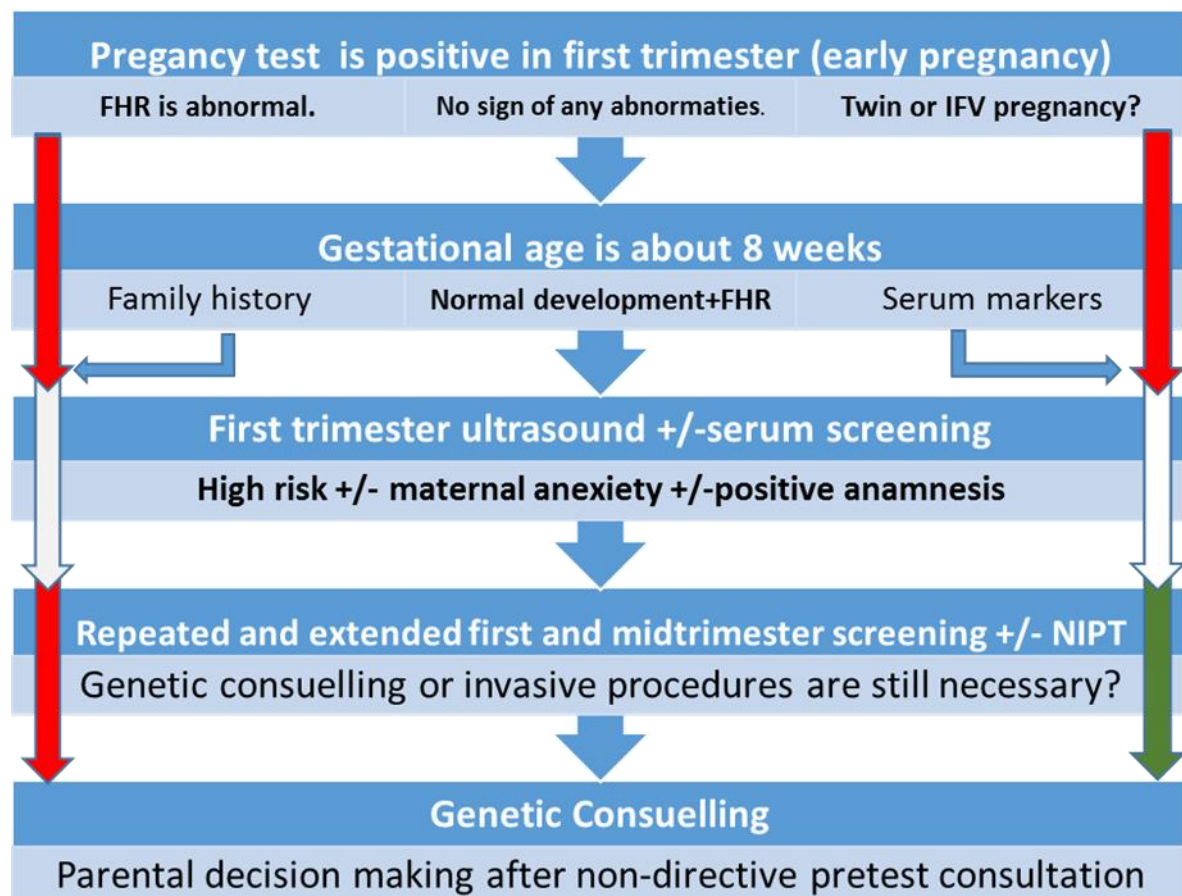 Pregancy test is positive in first trimester (early pregnancy)
FHR is abnormal.
No sign of any abnormaties.
Twin or IFV pregnancy?
Gestational age is about 8 weeks
Family history
Normal development+FHR
Serum markers
First trimester ultrasound +/-serum screening
High risk +/- maternal anexiety +/-positive anamnesis
Repeated and extended first and midtrimester screening +/- NIPT
Genetic consuelling or invasive procedures are still necessary?
Genetic Consuelling
Parental decision making after non-directive pretest consultation